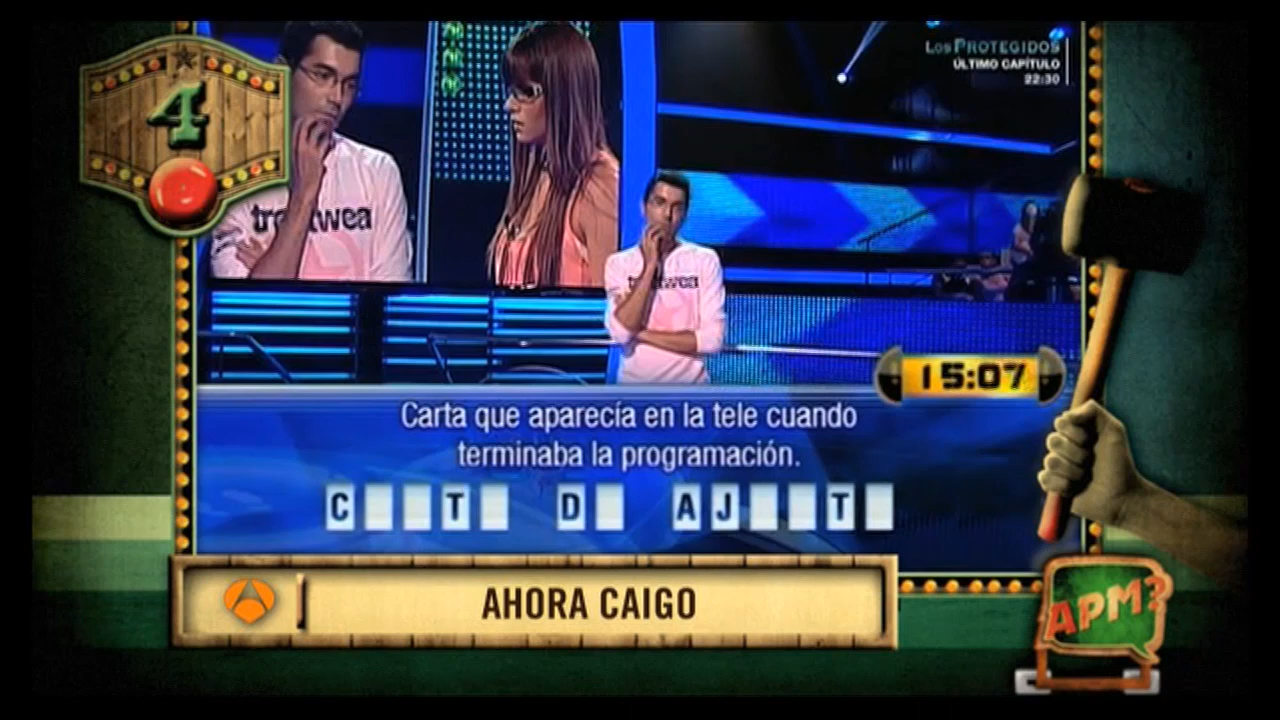 4
LOS PROTEGIDOS
ÚLTIMO CAPÍTULO
22:30
15:07
Carta que aparecía en la tele cuando
terminaba la programación.
C T D AJ T
AHORA CAIGO
APM?